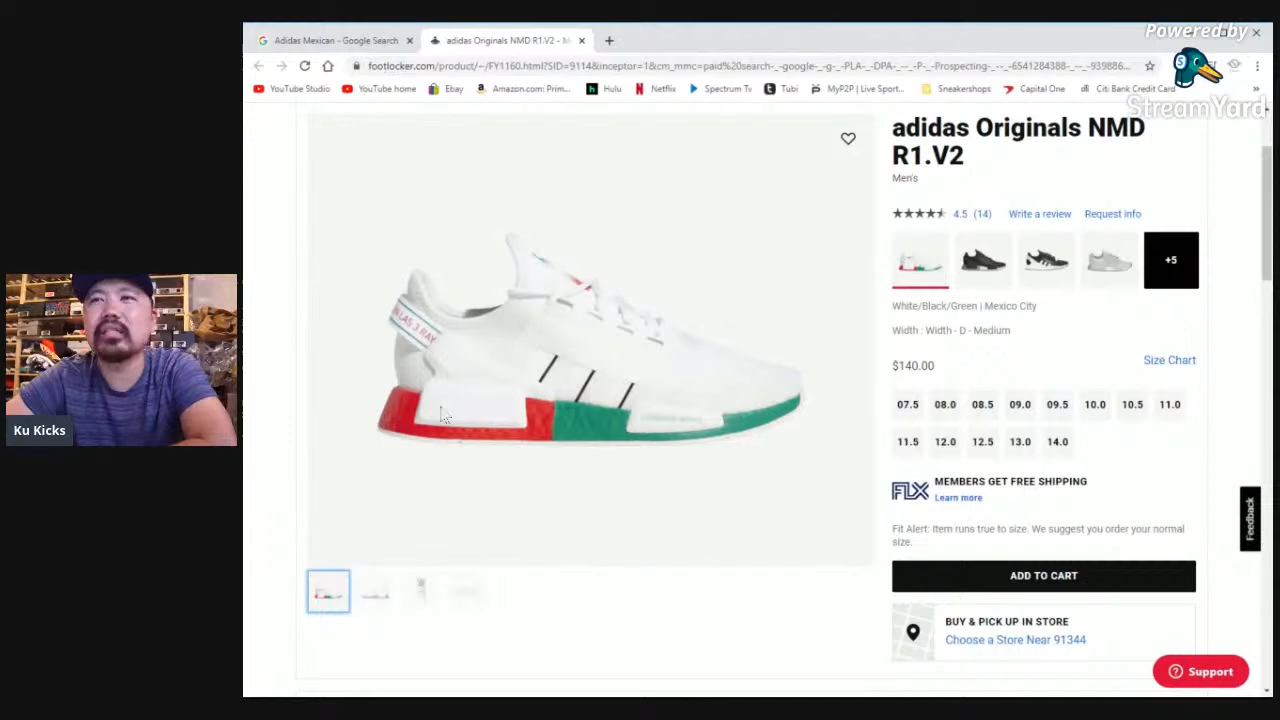 Powered by
StreamYard
Adidas Mexican - Google Search
adidas Originals NMD R1.V2 - M
footlocker.com/product/~/FY1160.html?SID=9114&inceptor=1&cm_mmc=paid%20search-_-google-_-g_-PLA-_-DPA-_-–_-P-_-Prospecting-_-–_-6541284388-_-–_-939886...
YouTube Studio
YouTube home
Ebay
Amazon.com: Prim...
Hulu
Netflix
Spectrum Tv
Tubi
MyP2P | Live Sport...
Sneakershops
Capital One
Citi Bank Credit Card
adidas Originals NMD
R1.V2
Men's
4.5 (14) Write a review Request info
+5
White/Black/Green | Mexico City
Width : Width - D - Medium
$140.00
Size Chart
07.5 08.0 08.5 09.0 09.5 10.0 10.5 11.0
11.5 12.0 12.5 13.0 14.0
FLX
MEMBERS GET FREE SHIPPING
Learn more
Fit Alert: Item runs true to size. We suggest you order your normal
size.
ADD TO CART
BUY & PICK UP IN STORE
Choose a Store Near 91344
Feedback
Support
Ku Kicks